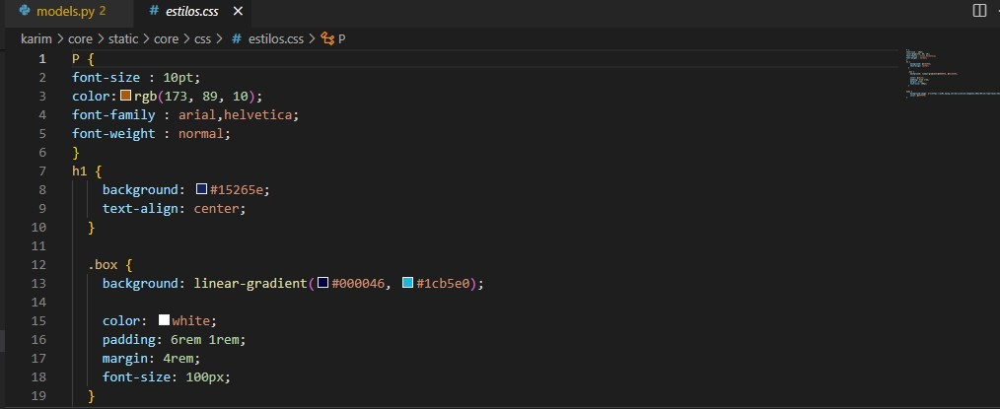 models.py 2 # estilos.css ×
karim > core > static > core > css > # estilos.css > P
1 P {
2 font-size : 10pt;
3 color: rgb(173, 89, 10);
4 font-family : arial,helvetica;
5 font-weight : normal;
6 }
7 h1 {
8 background: #15265e;
9 text-align: center;
10 }
11
12 .box {
13 background: linear-gradient( #000046, #1cb5e0);
14
15 color: white;
16 padding: 6rem 1rem;
17 margin: 4rem;
18 font-size: 100px;
19 }